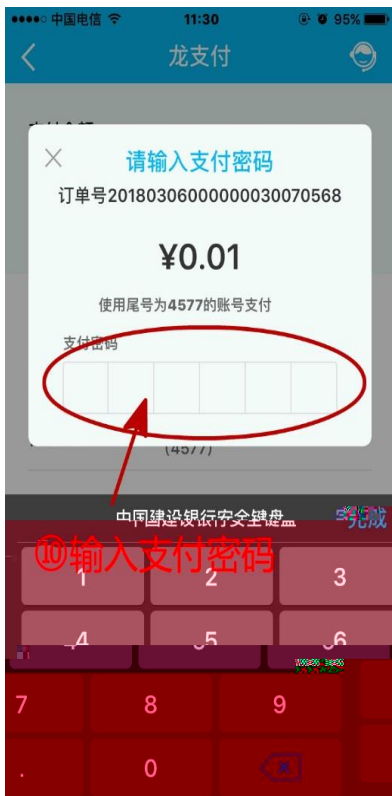 中国电信 11:30 95%
龙支付
请输入支付密码
订单号20180306000000030070568
¥0.01
使用尾号为4577的账号支付
支付密码
(4577)
中国建设银行安全键盘 完成
⑩输入支付密码
1 2 3
4 5 6
7 8 9
. 0